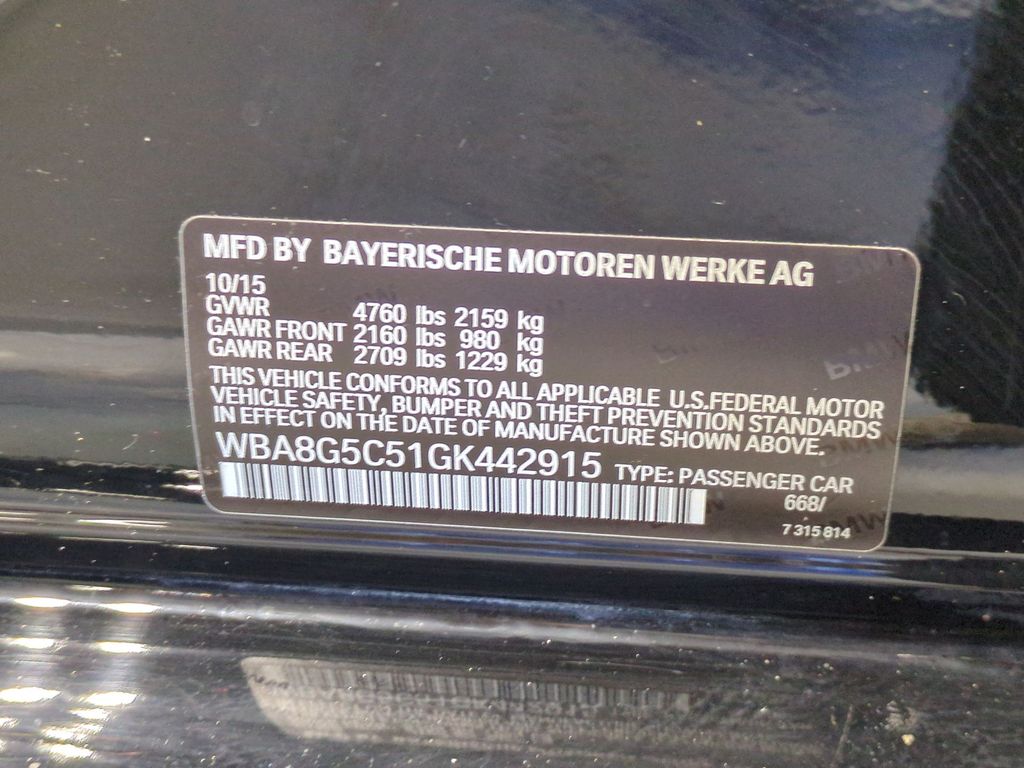 MFD BY BAYERISCHE MOTOREN WERKE AG
10/15
GVWR 4760 lbs 2159 kg
GAWR FRONT 2160 lbs 980 kg
GAWR REAR 2709 lbs 1229 kg
THIS VEHICLE CONFORMS TO ALL APPLICABLE U.S.FEDERAL MOTOR
VEHICLE SAFETY, BUMPER AND THEFT PREVENTION STANDARDS
IN EFFECT ON THE DATE OF MANUFACTURE SHOWN ABOVE.
WBA8G5C51GK442915 TYPE: PASSENGER CAR
668/
7 315 814